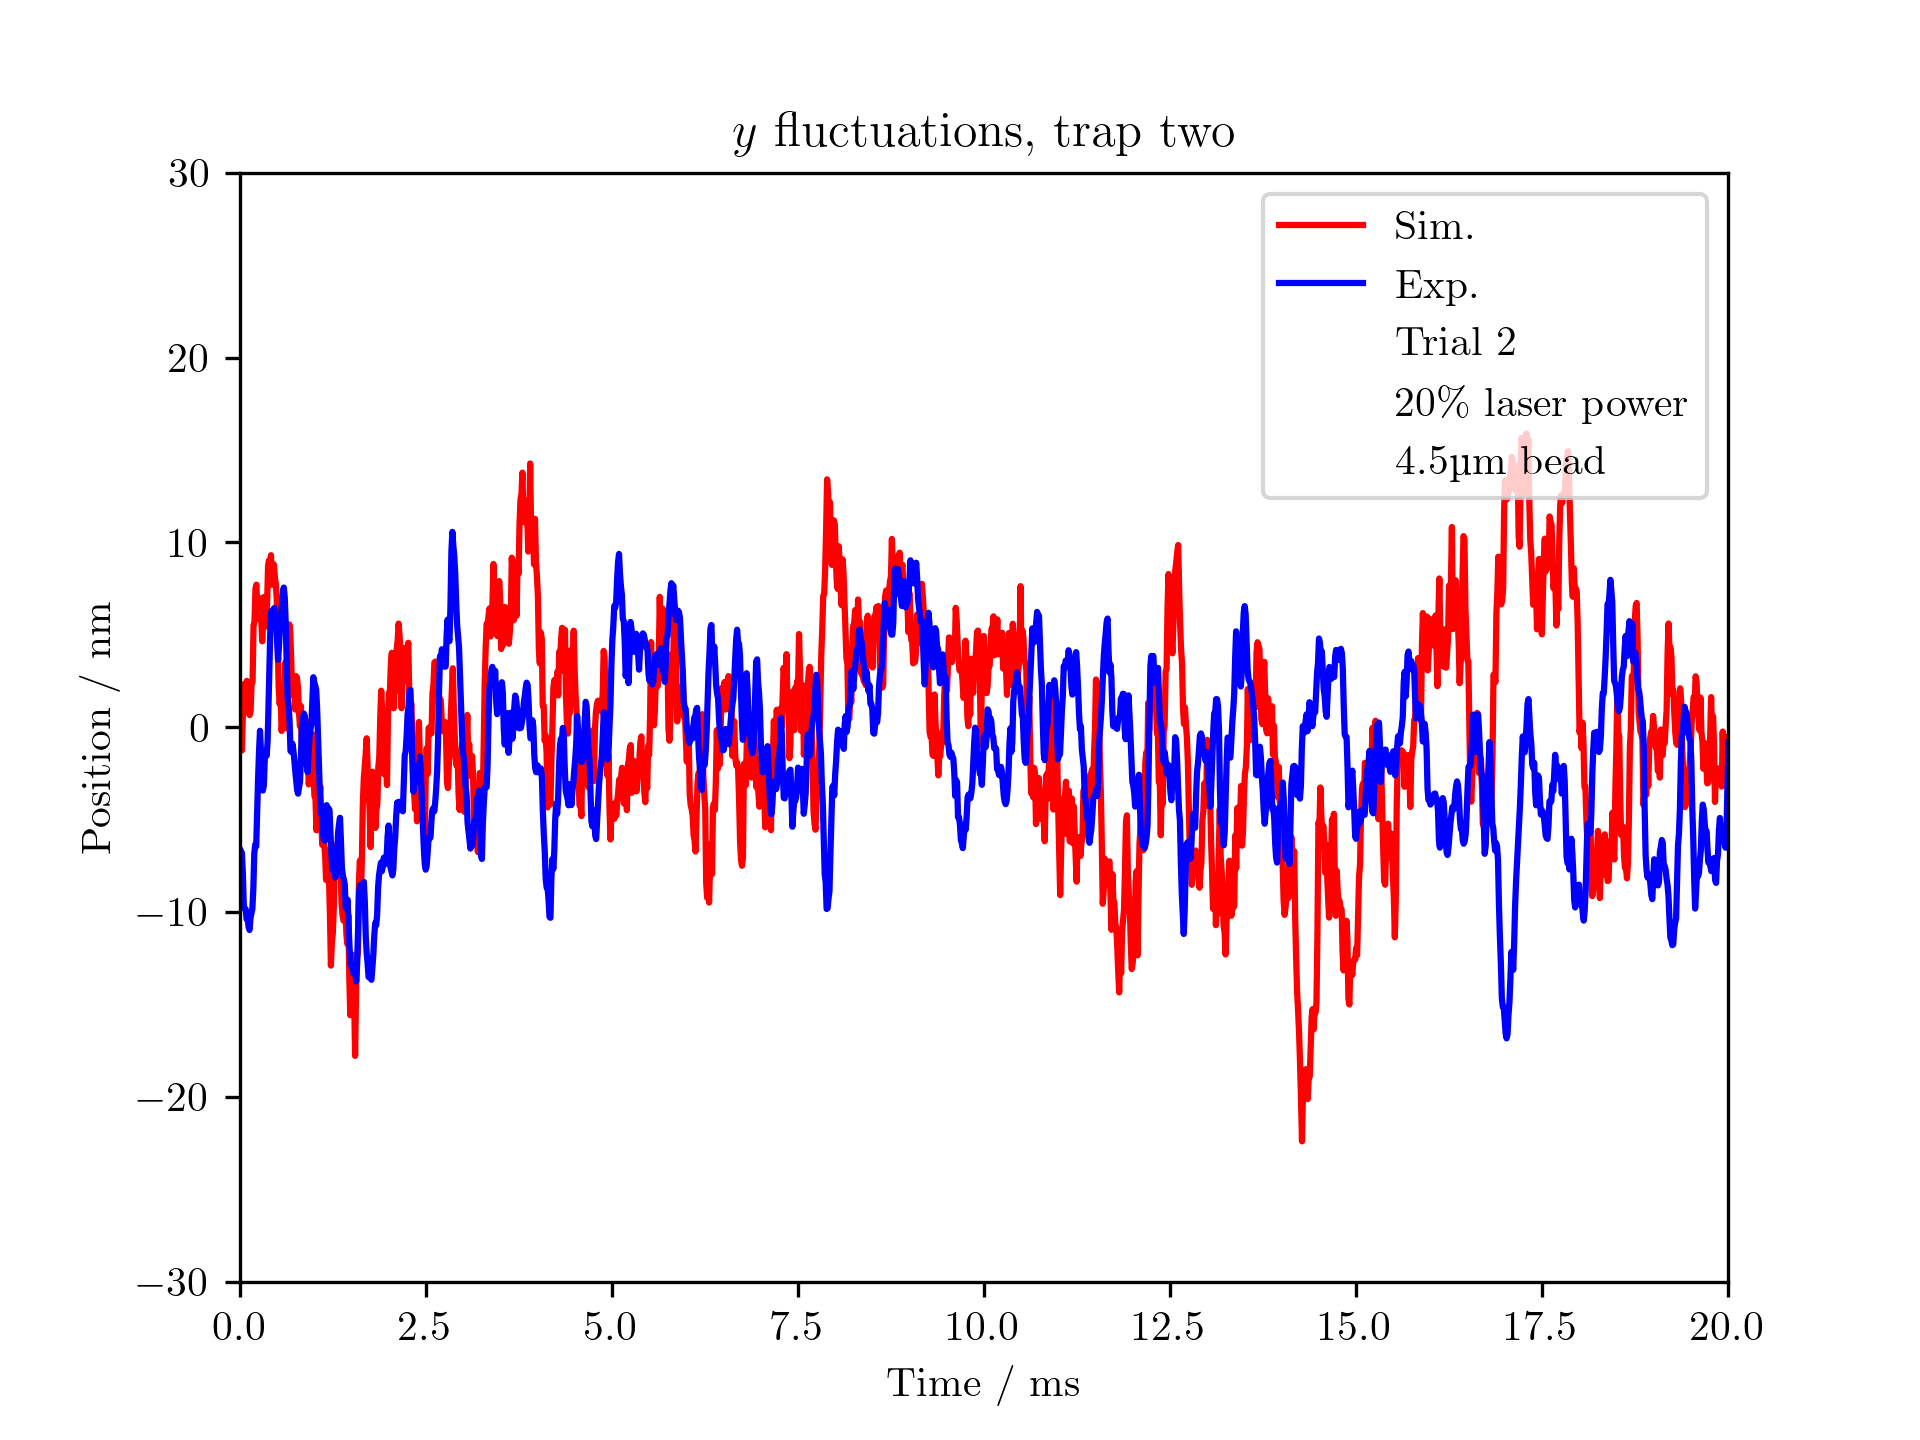 y fluctuations, trap two
30
20
10
0
−10
−20
−30
Position / nm
Sim.
Exp.
Trial 2
20% laser power
4.5µm bead
0.0 2.5 5.0 7.5 10.0 12.5 15.0 17.5 20.0
Time / ms